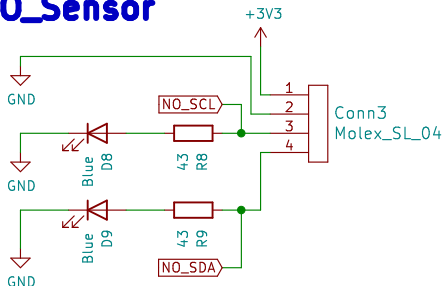 O_Sensor
+3V3
GND
NO_SCL
1
2
3
4
Conn3
Molex_SL_04
GND
Blue
D8
43
R8
GND
Blue
D9
43
R9
NO_SDA